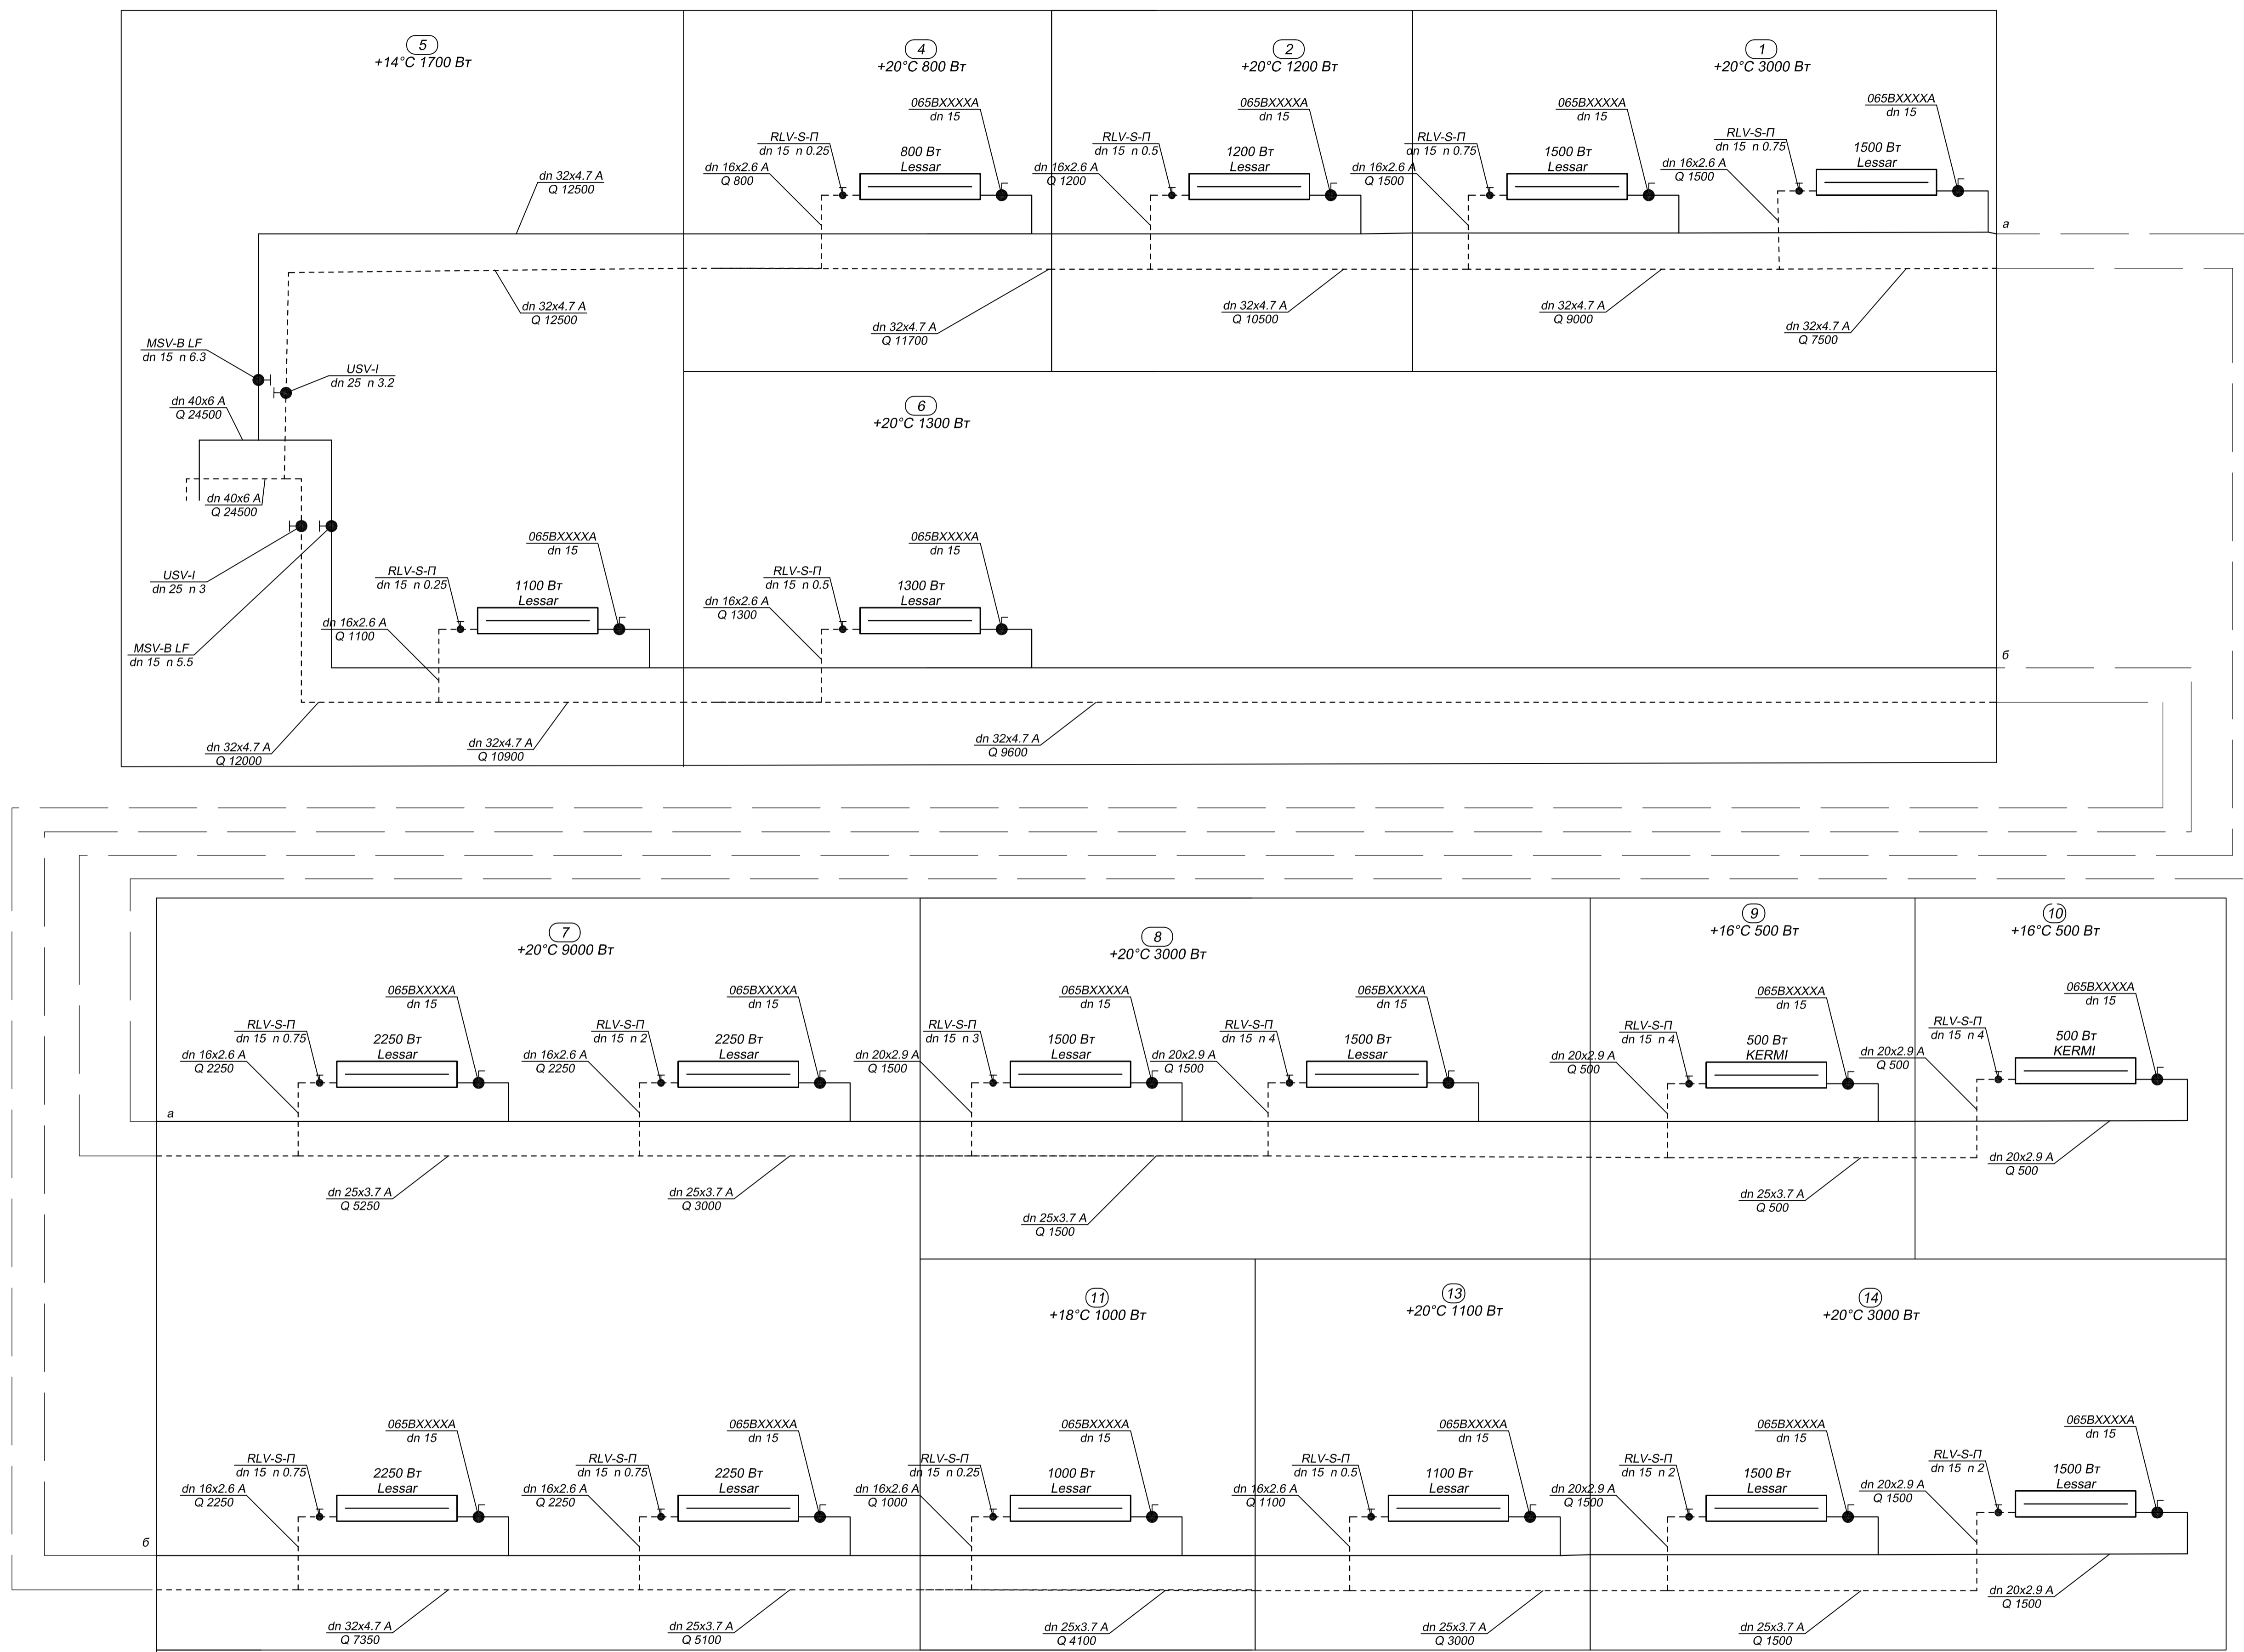 5
+14°C 1700 Вт
4
+20°C 800 Вт
2
+20°C 1200 Вт
1
+20°C 3000 Вт
065BXXXXA
dn 15
RLV-S-П
dn 15 n 0.25
800 Вт
Lessar
dn 16x2.6 A
Q 800
065BXXXXA
dn 15
RLV-S-П
dn 15 n 0.5
1200 Вт
Lessar
dn 16x2.6 A
Q 1200
065BXXXXA
dn 15
RLV-S-П
dn 15 n 0.75
1500 Вт
Lessar
dn 16x2.6 A
Q 1500
065BXXXXA
dn 15
RLV-S-П
dn 15 n 0.75
1500 Вт
Lessar
dn 16x2.6 A
Q 1500
dn 32x4.7 A
Q 12500
а
dn 32x4.7 A
Q 12500
dn 32x4.7 A
Q 11700
dn 32x4.7 A
Q 10500
dn 32x4.7 A
Q 9000
dn 32x4.7 A
Q 7500
MSV-B LF
dn 15 n 6.3
USV-I
dn 25 n 3.2
dn 40x6 A
Q 24500
6
+20°C 1300 Вт
dn 40x6 A
Q 24500
USV-I
dn 25 n 3
MSV-B LF
dn 15 n 5.5
065BXXXXA
dn 15
RLV-S-П
dn 15 n 0.25
1100 Вт
Lessar
dn 16x2.6 A
Q 1100
065BXXXXA
dn 15
RLV-S-П
dn 15 n 0.5
1300 Вт
Lessar
dn 16x2.6 A
Q 1300
б
dn 32x4.7 A
Q 12000
dn 32x4.7 A
Q 10900
dn 32x4.7 A
Q 9600
7
+20°C 9000 Вт
8
+20°C 3000 Вт
9
+16°C 500 Вт
10
+16°C 500 Вт
065BXXXXA
dn 15
RLV-S-П
dn 15 n 0.75
2250 Вт
Lessar
dn 16x2.6 A
Q 2250
065BXXXXA
dn 15
RLV-S-П
dn 15 n 2
2250 Вт
Lessar
dn 16x2.6 A
Q 2250
065BXXXXA
dn 15
RLV-S-П
dn 15 n 3
1500 Вт
Lessar
dn 20x2.9 A
Q 1500
065BXXXXA
dn 15
RLV-S-П
dn 15 n 4
1500 Вт
Lessar
dn 20x2.9 A
Q 1500
065BXXXXA
dn 15
RLV-S-П
dn 15 n 4
500 Вт
KERMI
dn 20x2.9 A
Q 500
065BXXXXA
dn 15
RLV-S-П
dn 15 n 4
500 Вт
KERMI
dn 20x2.9 A
Q 500
а
dn 25x3.7 A
Q 5250
dn 25x3.7 A
Q 3000
dn 25x3.7 A
Q 1500
dn 25x3.7 A
Q 500
dn 20x2.9 A
Q 500
11
+18°C 1000 Вт
13
+20°C 1100 Вт
14
+20°C 3000 Вт
065BXXXXA
dn 15
RLV-S-П
dn 15 n 0.75
2250 Вт
Lessar
dn 16x2.6 A
Q 2250
065BXXXXA
dn 15
RLV-S-П
dn 15 n 0.75
2250 Вт
Lessar
dn 16x2.6 A
Q 2250
065BXXXXA
dn 15
RLV-S-П
dn 15 n 0.25
1000 Вт
Lessar
dn 16x2.6 A
Q 1000
065BXXXXA
dn 15
RLV-S-П
dn 15 n 0.5
1100 Вт
Lessar
dn 16x2.6 A
Q 1100
065BXXXXA
dn 15
RLV-S-П
dn 15 n 2
1500 Вт
Lessar
dn 20x2.9 A
Q 1500
065BXXXXA
dn 15
RLV-S-П
dn 15 n 2
1500 Вт
Lessar
dn 20x2.9 A
Q 1500
б
dn 32x4.7 A
Q 7350
dn 25x3.7 A
Q 5100
dn 25x3.7 A
Q 4100
dn 25x3.7 A
Q 3000
dn 25x3.7 A
Q 1500
dn 20x2.9 A
Q 1500